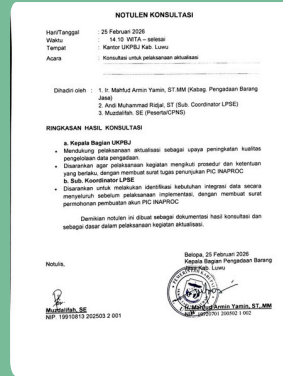 NOTULEN KONSULTASI
Hari/Tanggal : 25 Februari 2026
Waktu : 14.10 WITA – selesai
Tempat : Kantor UKPBJ Kab. Luwu
Acara : Konsultasi untuk pelaksanaan aktualisasi
Dihadiri oleh : 1. Ir. Mahfud Armin Yamin, ST.MM (Kabag. Pengadaan Barang
Jasa)
2. Andi Muhammad Ridjal, ST (Sub. Coordinator LPSE)
3. Muzdalifah, SE (Peserta/CPNS)
RINGKASAN HASIL KONSULTASI
a. Kepala Bagian UKPBJ
• Mendukung pelaksanaan aktualisasi sebagai upaya peningkatan kualitas
pengelolaan data pengadaan.
• Disarankan agar pelaksanaan kegiatan mengikuti prosedur dan ketentuan
yang berlaku, dengan membuat surat tugas penunjukan PIC INAPROC
b. Sub. Koordinator LPSE
• Disarankan untuk melakukan identifikasi kebutuhan integrasi data secara
menyeluruh sebelum pelaksanaan implementasi, dengan membuat surat
permohonan pembuatan akun PIC INAPROC
Demikian notulen ini dibuat sebagai dokumentasi hasil konsultasi dan
sebagai dasar dalam pelaksanaan kegiatan aktualisasi.
Belopa, 25 Februari 2026
Notulis, Kepala Bagian Pengadaan Barang
Jasa Kab. Luwu
Muzdalifah, SE Ir. Mahfud Armin Yamin, ST.,MM
NIP. 19910813 202503 2 001 NIP. 19720701 200502 1 002